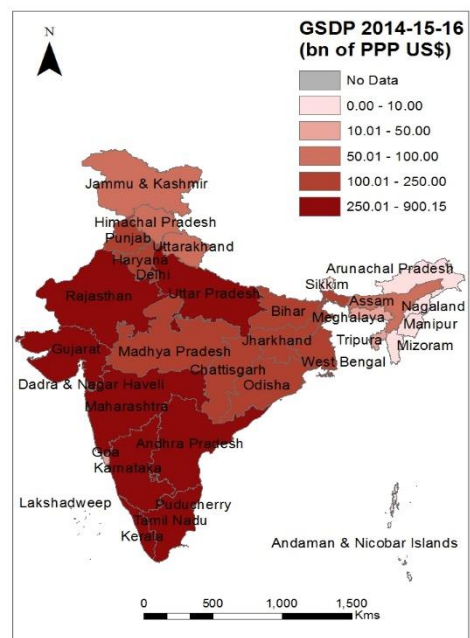 GSDP 2014-15-16
(bn of PPP US$)
N
No Data
0.00 - 10.00
10.01 - 50.00
50.01 - 100.00
100.01 - 250.00
250.01 - 900.15
Jammu & Kashmir
Himachal Pradesh
Punjab
Uttarakhand
Haryana
Delhi
Arunachal Pradesh
Sikkim
Rajasthan
Uttar Pradesh
Assam
Nagaland
Bihar
Meghalaya
Manipur
Gujarat
Jharkhand
Tripura
Mizoram
Madhya Pradesh
West Bengal
Chattisgarh
Dadra & Nagar Haveli
Odisha
Maharashtra
Andhra Pradesh
Goa
Karnataka
Lakshadweep
Puducherry
Tamil Nadu
Kerala
Andaman & Nicobar Islands
0 500 1,000 1,500
Kms